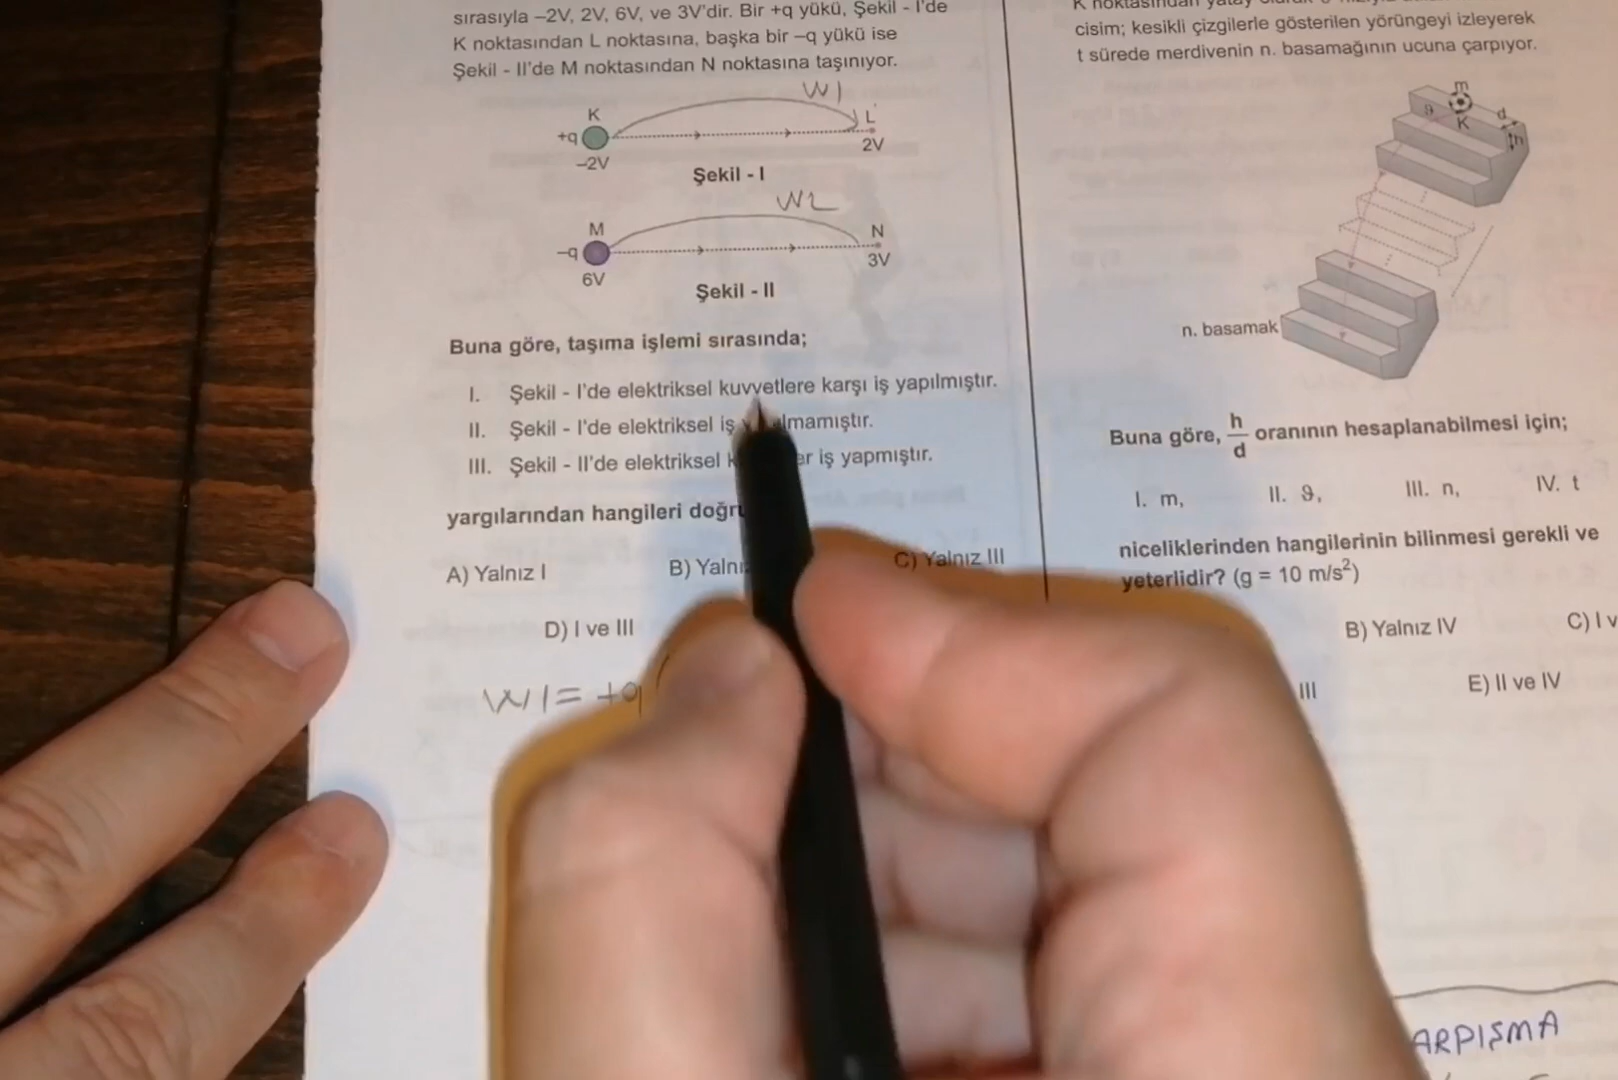 sırasıyla –2V, 2V, 6V, ve 3V'dir. Bir +q yükü, Şekil - I'de
K noktasından L noktasına, başka bir –q yükü ise
Şekil - II'de M noktasından N noktasına taşınıyor.
W1
K
L
+q
–2V
2V
Şekil - I
W2
M
N
–q
6V
3V
Şekil - II
Buna göre, taşıma işlemi sırasında;
I. Şekil - I'de elektriksel kuvvetlere karşı iş yapılmıştır.
II. Şekil - I'de elektriksel iş
III. Şekil - II'de elektriksel iş yapmıştır.
yargılarından hangileri
A) Yalnız I
B)
C) Yalnız III
D) I ve III
W1= +q
cisim; kesikli çizgilerle gösterilen yörüngeyi izleyerek
t sürede merdivenin n. basamağının ucuna çarpıyor.
m
ϑ
K
d
h
n. basamak
Buna göre, h/d oranının hesaplanabilmesi için;
I. m, II. ϑ, III. n, IV. t
niceliklerinden hangilerinin bilinmesi gerekli ve
yeterlidir? (g = 10 m/s²)
B) Yalnız IV
C) I v
III
E) II ve IV
ARPIŞMA